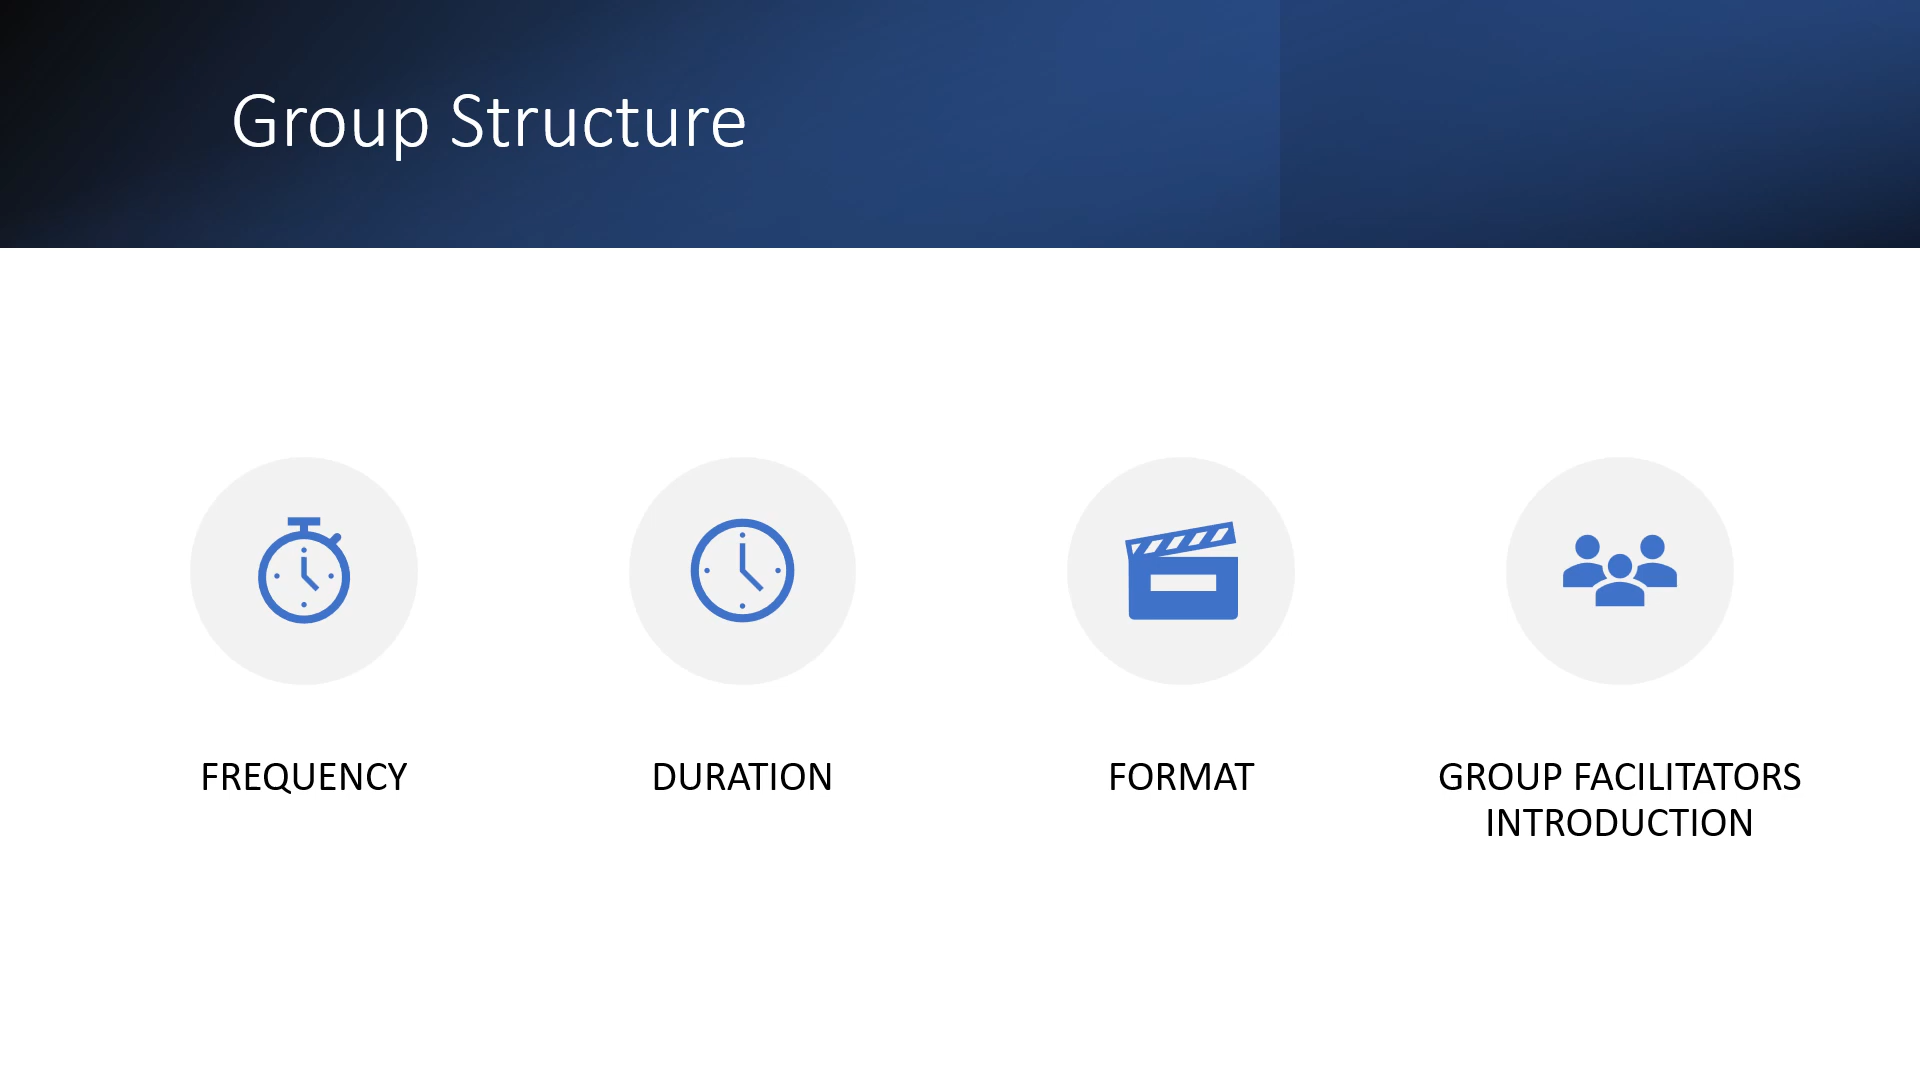 Group Structure
FREQUENCY
DURATION
FORMAT
GROUP FACILITATORS
INTRODUCTION